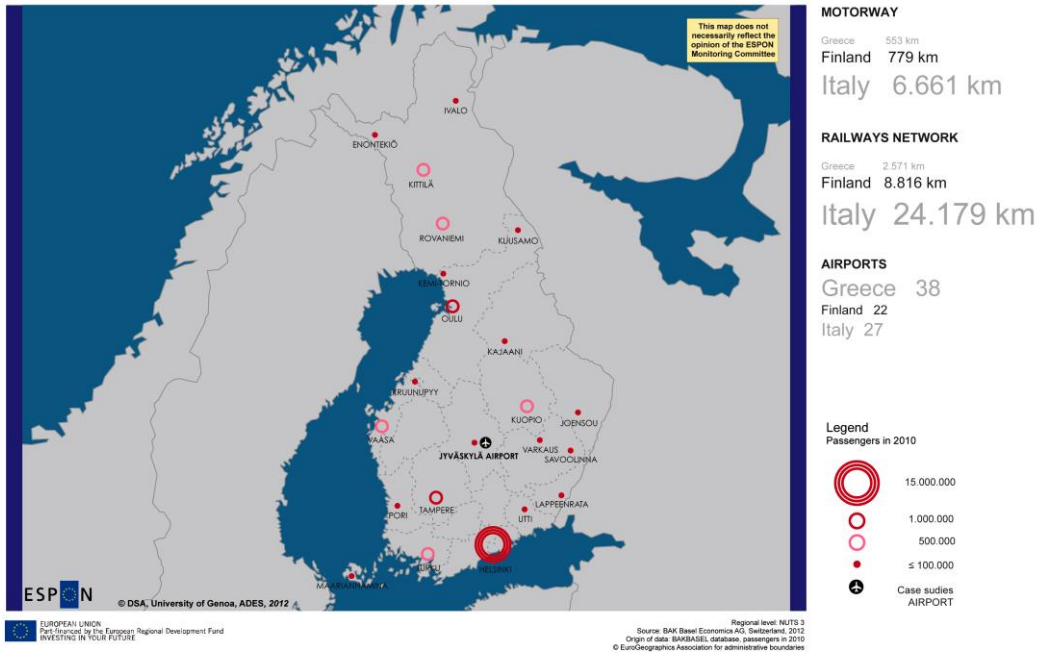 This map does not
necessarily reflect the
opinion of the ESPON
Monitoring Committee
IVALO
ENONTEKIÖ
KITTILÄ
ROVANIEMI
KUUSAMO
KEMI-TORNIO
OULU
KAJAANI
KRUUNUPYY
KUOPIO
JOENSOU
VAASA
JYVÄSKYLÄ AIRPORT
VARKAUS
SAVOOLINNA
LAPPEENRATA
PORI
TAMPERE
UTTI
TURKU
HELSINKI
MAARIANHAMINA
ESPON
© DSA, University of Genoa, ADES, 2012
EUROPEAN UNION
Part-financed by the European Regional Development Fund
INVESTING IN YOUR FUTURE
Regional level: NUTS 3
Source: BAK Basel Economics AG, Switzerland, 2012
Origin of data: BAKBASEL database, passengers in 2010
© EuroGeographics Association for administrative boundaries
MOTORWAY
Greece 553 km
Finland 779 km
Italy 6.661 km
RAILWAYS NETWORK
Greece 2.571 km
Finland 8.816 km
Italy 24.179 km
AIRPORTS
Greece 38
Finland 22
Italy 27
Legend
Passengers in 2010
15.000.000
1.000.000
500.000
≤ 100.000
Case sudies
AIRPORT